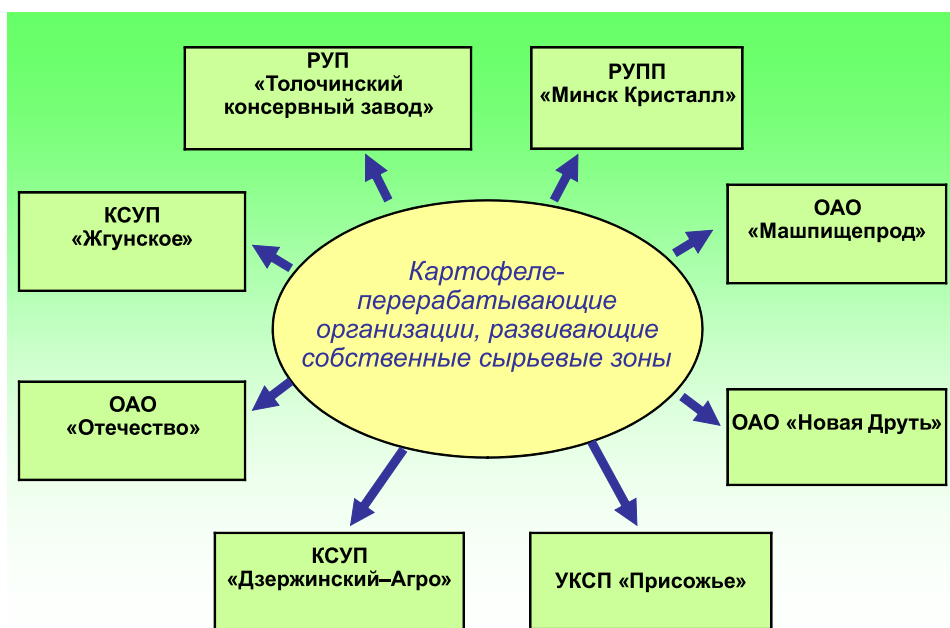 РУП
«Толочинский
консервный завод»
РУПП
«Минск Кристалл»
КСУП
«Жгунское»
ОАО
«Машпищепрод»
Картофеле-
перерабатывающие
организации, развивающие
собственные сырьевые зоны
ОАО
«Отечество»
ОАО «Новая Друть»
КСУП
«Дзержинский–Агро»
УКСП «Присожье»